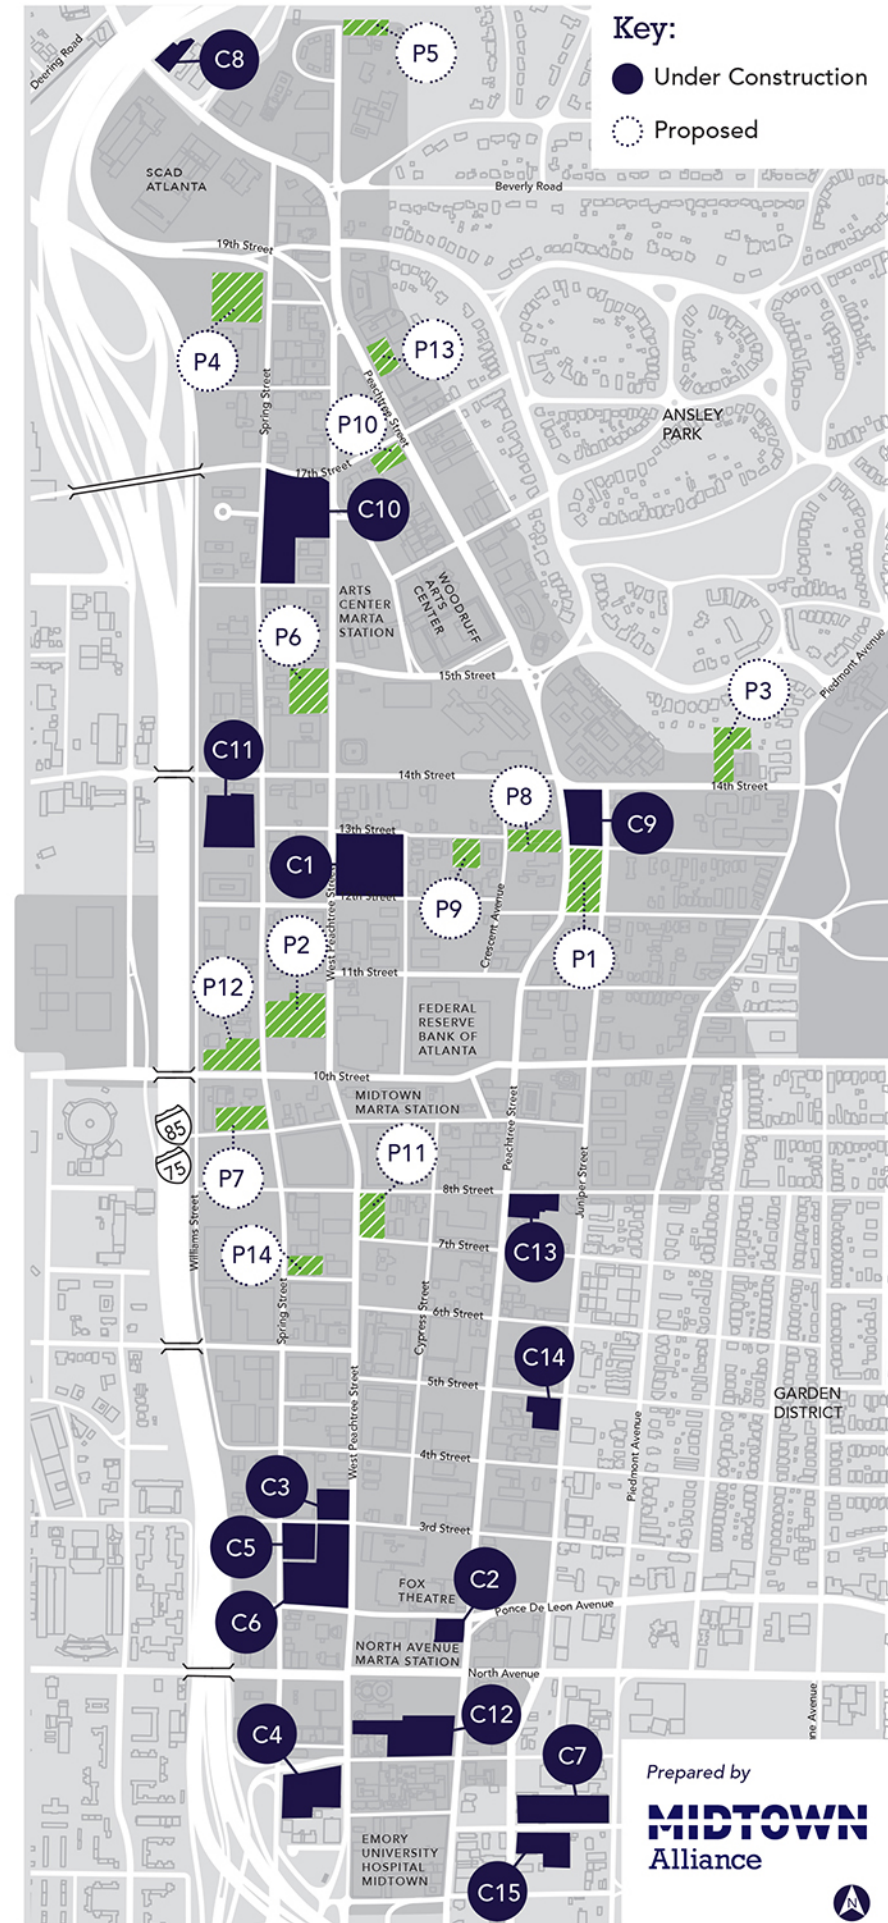 Key:
Under Construction
Proposed
C8
P5
Deering Road
SCAD
ATLANTA
Beverly Road
19th Street
P4
P13
Spring Street
Peachtree Street
P10
ANSLEY
PARK
17th Street
C10
ARTS
CENTER
MARTA
STATION
WOODRUFF
ARTS
CENTER
P6
15th Street
Piedmont Avenue
P3
C11
14th Street
14th Street
P8
C9
13th Street
C1
12th Street
P9
West Peachtree Street
Crescent Avenue
P2
P1
11th Street
P12
FEDERAL
RESERVE
BANK OF
ATLANTA
10th Street
MIDTOWN
MARTA STATION
85
75
Peachtree Street
Juniper Street
P11
P7
8th Street
Williams Street
P14
7th Street
C13
Spring Street
Cypress Street
6th Street
C14
5th Street
GARDEN
DISTRICT
West Peachtree Street
Piedmont Avenue
4th Street
C3
3rd Street
C5
FOX
THEATRE
C2
C6
Ponce De Leon Avenue
NORTH AVENUE
MARTA STATION
North Avenue
ne Avenue
C12
C4
C7
EMORY
UNIVERSITY
HOSPITAL
MIDTOWN
C15
Prepared by
MIDTOWN
Alliance
N